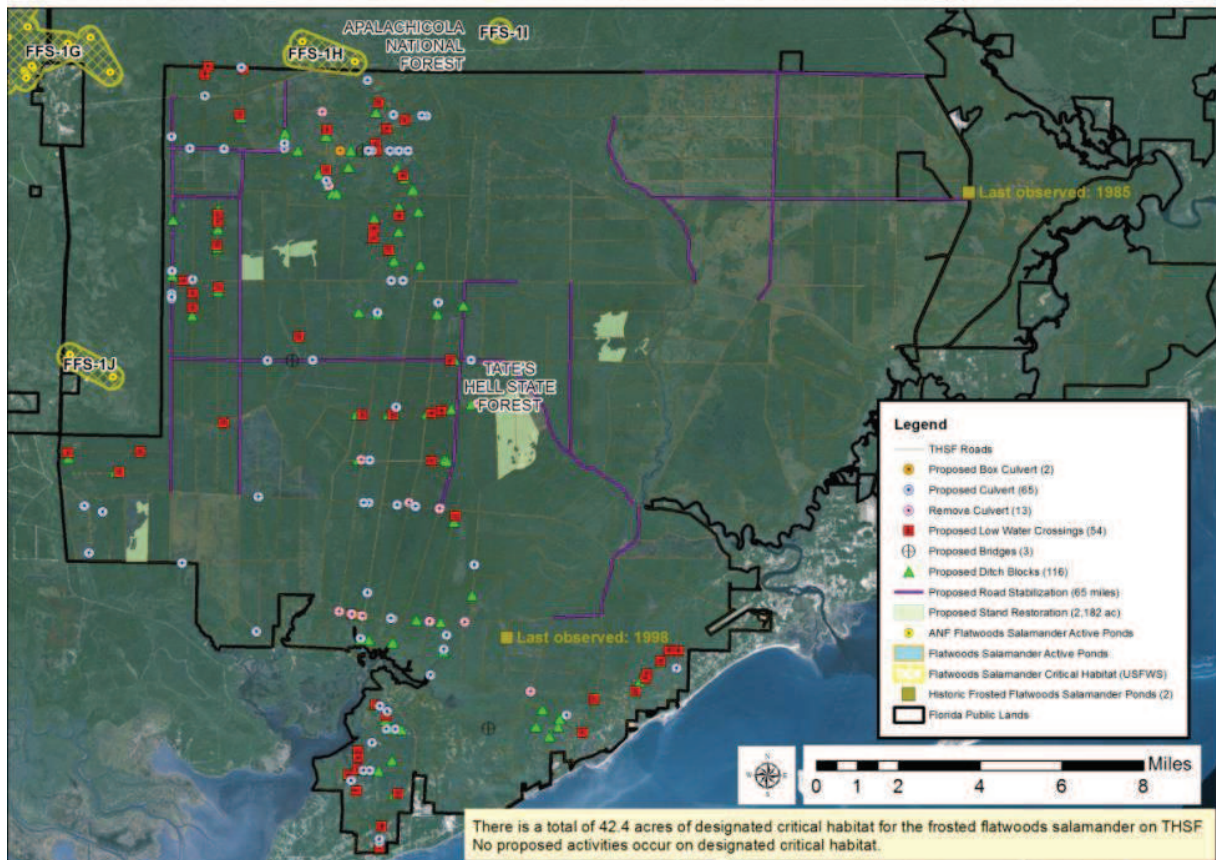 FFS-1G
FFS-1H
APALACHICOLA
NATIONAL
FOREST
FFS-1I
Last observed: 1985
FFS-1J
TATE'S
HELL STATE
FOREST
Last observed: 1998
Legend
THSF Roads
Proposed Box Culvert (2)
Proposed Culvert (65)
Remove Culvert (13)
Proposed Low Water Crossings (54)
Proposed Bridges (3)
Proposed Ditch Blocks (116)
Proposed Road Stabilization (65 miles)
Proposed Stand Restoration (2,182 ac)
ANF Flatwoods Salamander Active Ponds
Flatwoods Salamander Active Ponds
Flatwoods Salamander Critical Habitat (USFWS)
Historic Frosted Flatwoods Salamander Ponds (2)
Florida Public Lands
N
W E
S
Miles
0 1 2 4 6 8
There is a total of 42.4 acres of designated critical habitat for the frosted flatwoods salamander on THSF
No proposed activities occur on designated critical habitat.